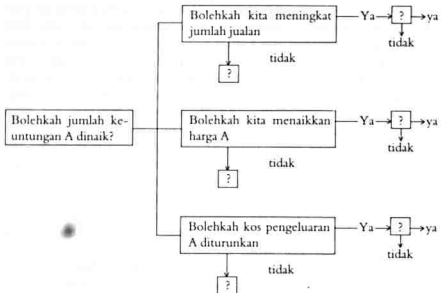 Bolehkah kita meningkat
jumlah jualan
Ya
?
ya
tidak
tidak
?
Bolehkah jumlah ke-
untungan A dinaik?
Bolehkah kita menaikkan
harga A
Ya
?
ya
tidak
tidak
?
Bolehkah kos pengeluaran
A diturunkan
Ya
?
ya
tidak
tidak
?